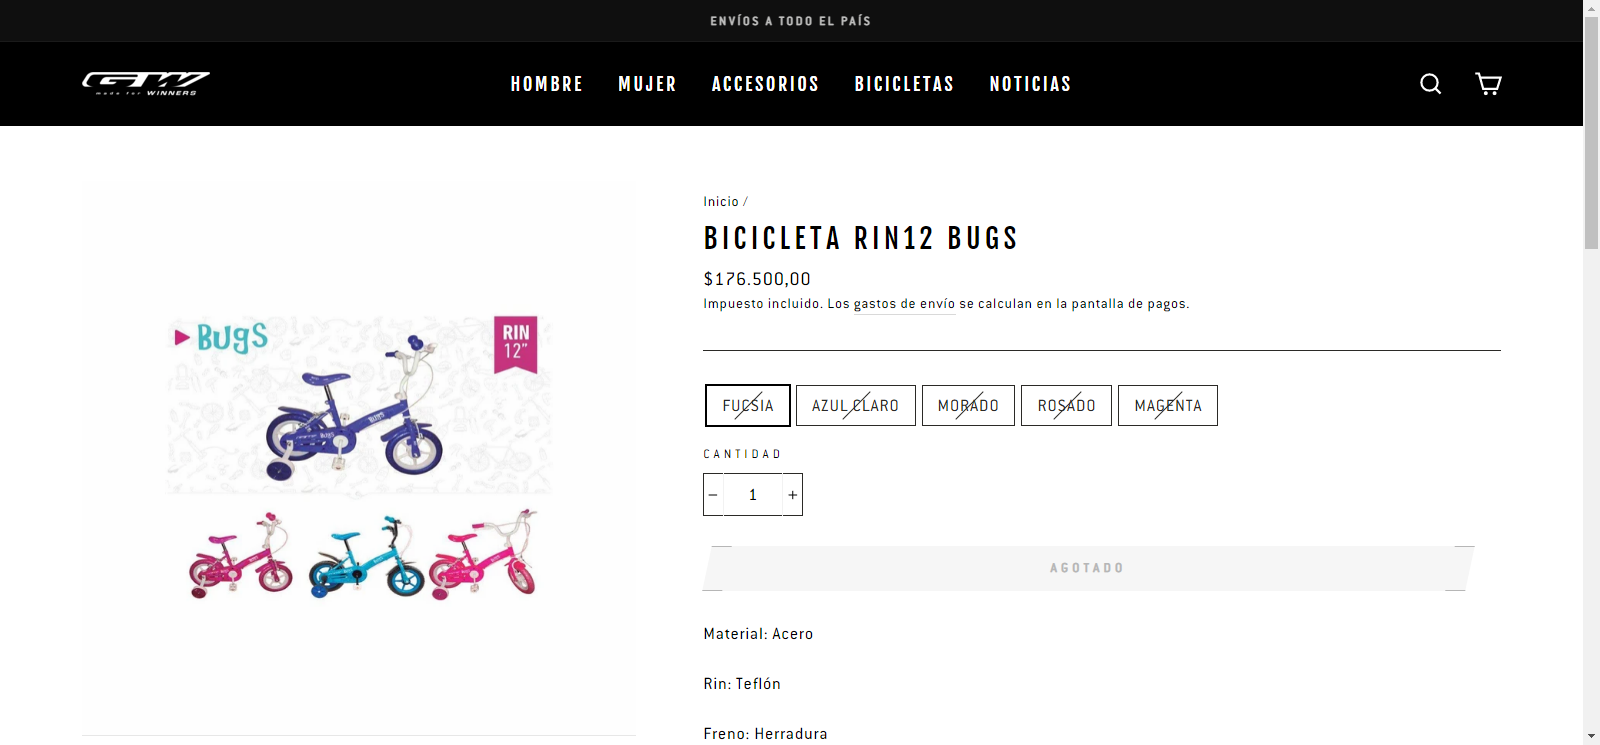 ENVÍOS A TODO EL PAÍS
GW
made for WINNERS
HOMBRE MUJER ACCESORIOS BICICLETAS NOTICIAS
Inicio /
BICICLETA RIN12 BUGS
$176.500,00
Impuesto incluido. Los gastos de envío se calculan en la pantalla de pagos.
Bugs
RIN
12"
BUGS
BUGS
FUCSIA AZUL CLARO MORADO ROSADO MAGENTA
CANTIDAD
− 1 +
AGOTADO
Material: Acero
Rin: Teflón
Freno: Herradura